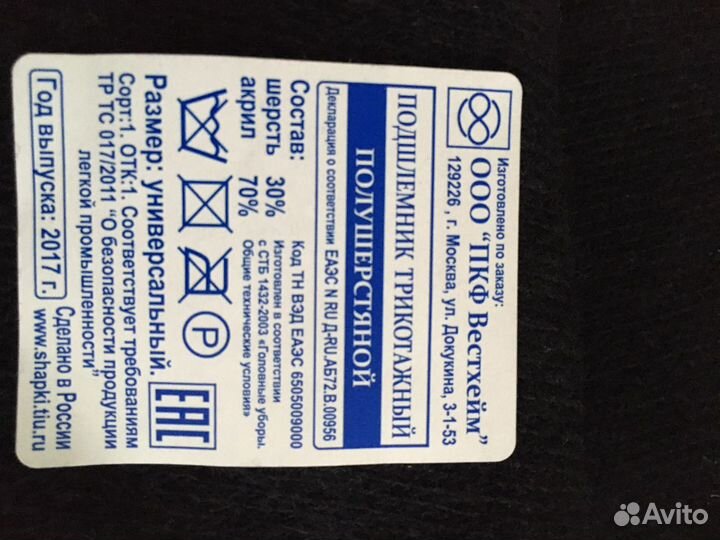 Изготовлено по заказу:
ООО "ПКФ Вестхейм"
129226 , г. Москва, ул. Докукина, 3-1-53
ПОДШЛЕМНИК ТРИКОТАЖНЫЙ
ПОЛУШЕРСТЯНОЙ
Декларация о соответствии ЕАЭС N RU Д-RU.АБ72.В.00956
Состав:
шерсть 30%
акрил 70%
Код ТН ВЭД ЕАЭС 6505009000
Изготовлен в соответствии
с СТБ 1432-2003 «Головные уборы.
Общие технические условия»
P
ЕАС
Размер: универсальный.
Сорт:1. ОТК:1. Соответствует требованиям
ТР ТС 017/2011 "О безопасности продукции
легкой промышленности"
Год выпуска: 2017 г.
Сделано в России
www.shapki.tiu.ru
Avito